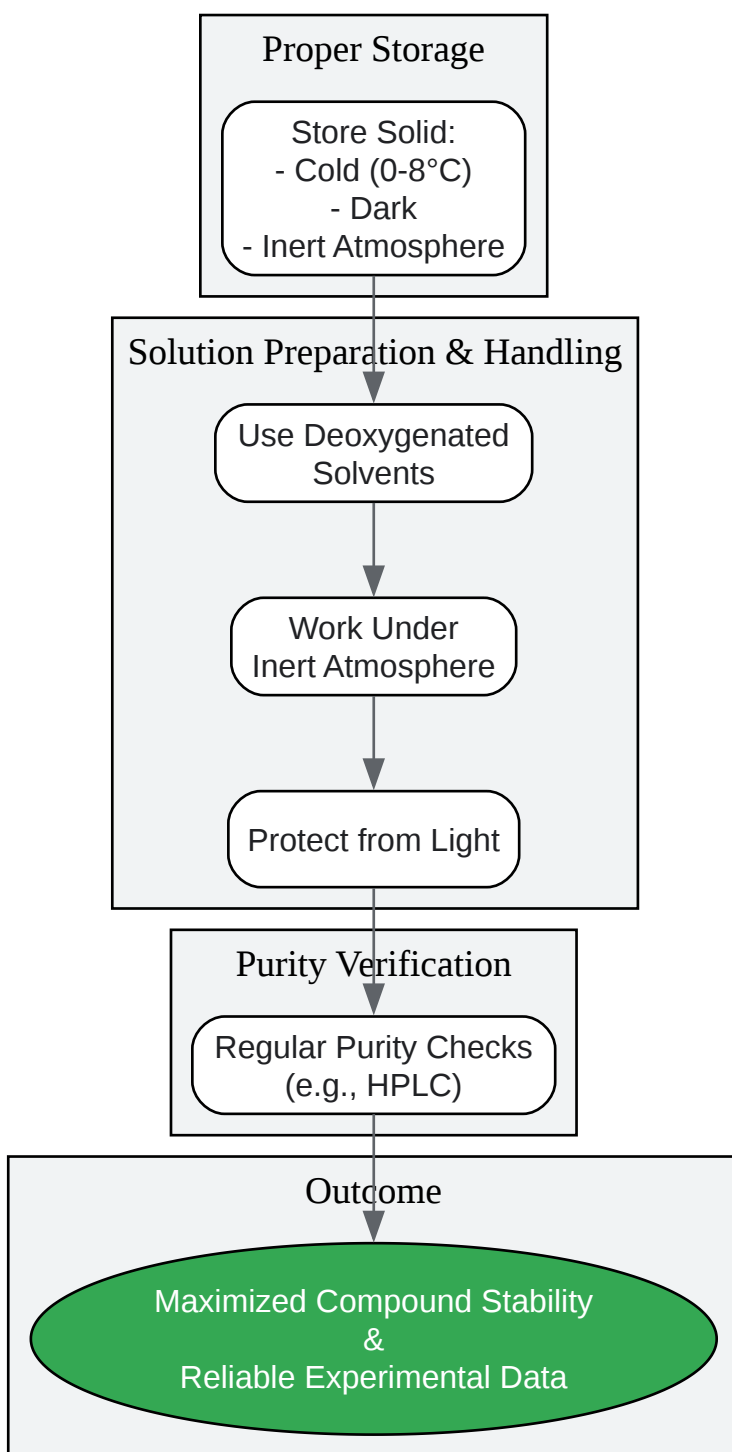 Proper Storage
Store Solid:
- Cold (0-8°C)
- Dark
- Inert Atmosphere
Solution Preparation & Handling
Use Deoxygenated
Solvents
Work Under
Inert Atmosphere
Protect from Light
Purity Verification
Regular Purity Checks
(e.g., HPLC)
Outcome
Maximized Compound Stability
&
Reliable Experimental Data